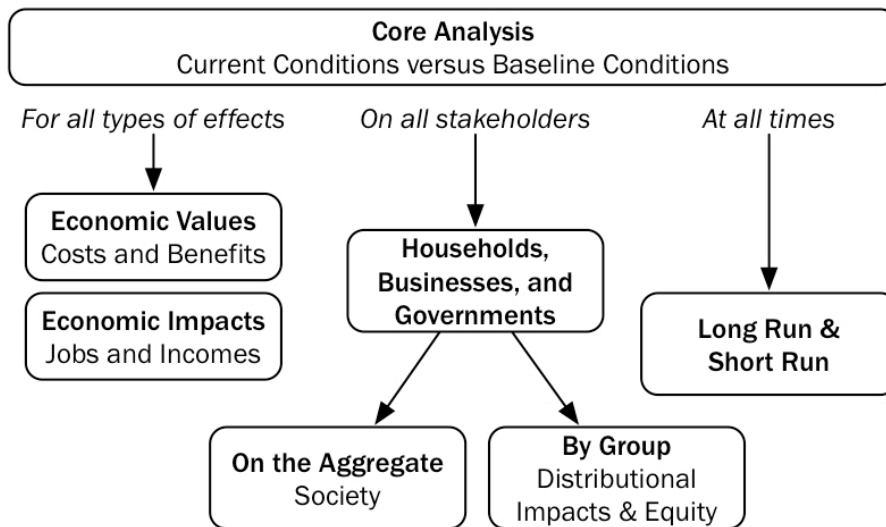 Core Analysis
Current Conditions versus Baseline Conditions
For all types of effects
On all stakeholders
At all times
Economic Values
Costs and Benefits
Economic Impacts
Jobs and Incomes
Households,
Businesses, and
Governments
Long Run &
Short Run
On the Aggregate
Society
By Group
Distributional
Impacts & Equity